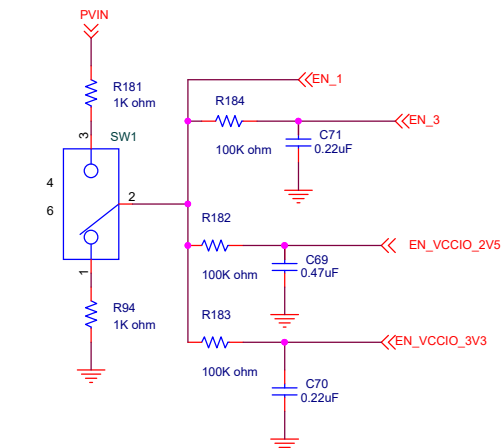 PVIN
R181
1K ohm
EN_1
R184
100K ohm
C71
0.22uF
EN_3
3
SW1
4
6
2
1
R182
100K ohm
C69
0.47uF
EN_VCCIO_2V5
R94
1K ohm
R183
100K ohm
C70
0.22uF
EN_VCCIO_3V3